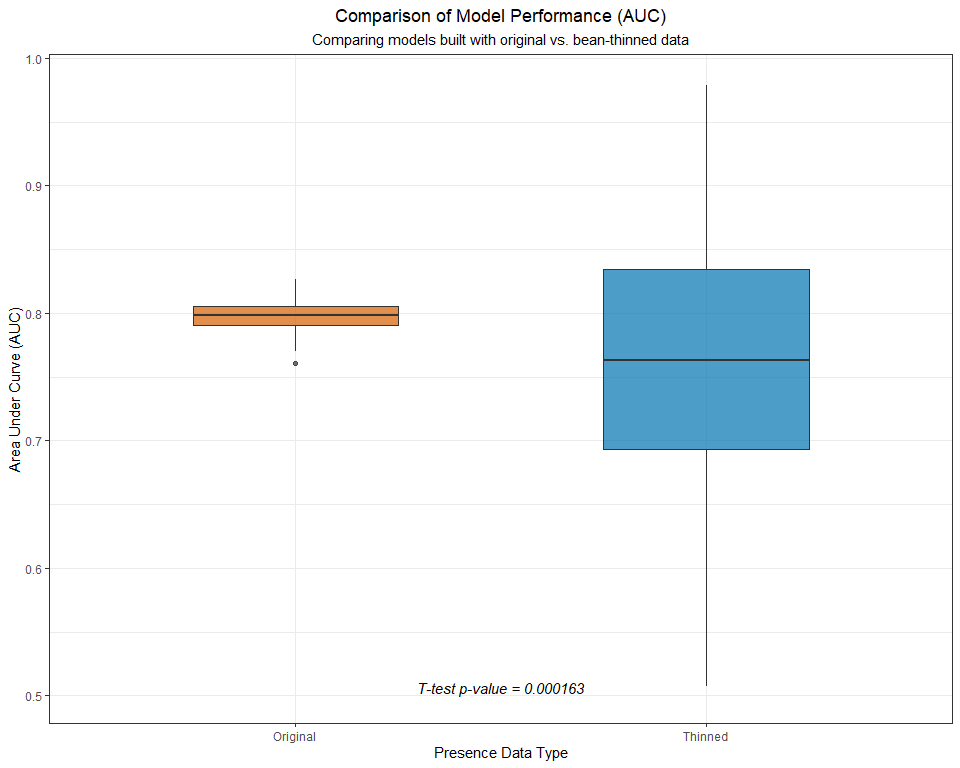 Comparison of Model Performance (AUC)
Comparing models built with original vs. bean-thinned data
Area Under Curve (AUC)
1.0
0.9
0.8
0.7
0.6
0.5
T-test p-value = 0.000163
Original
Thinned
Presence Data Type